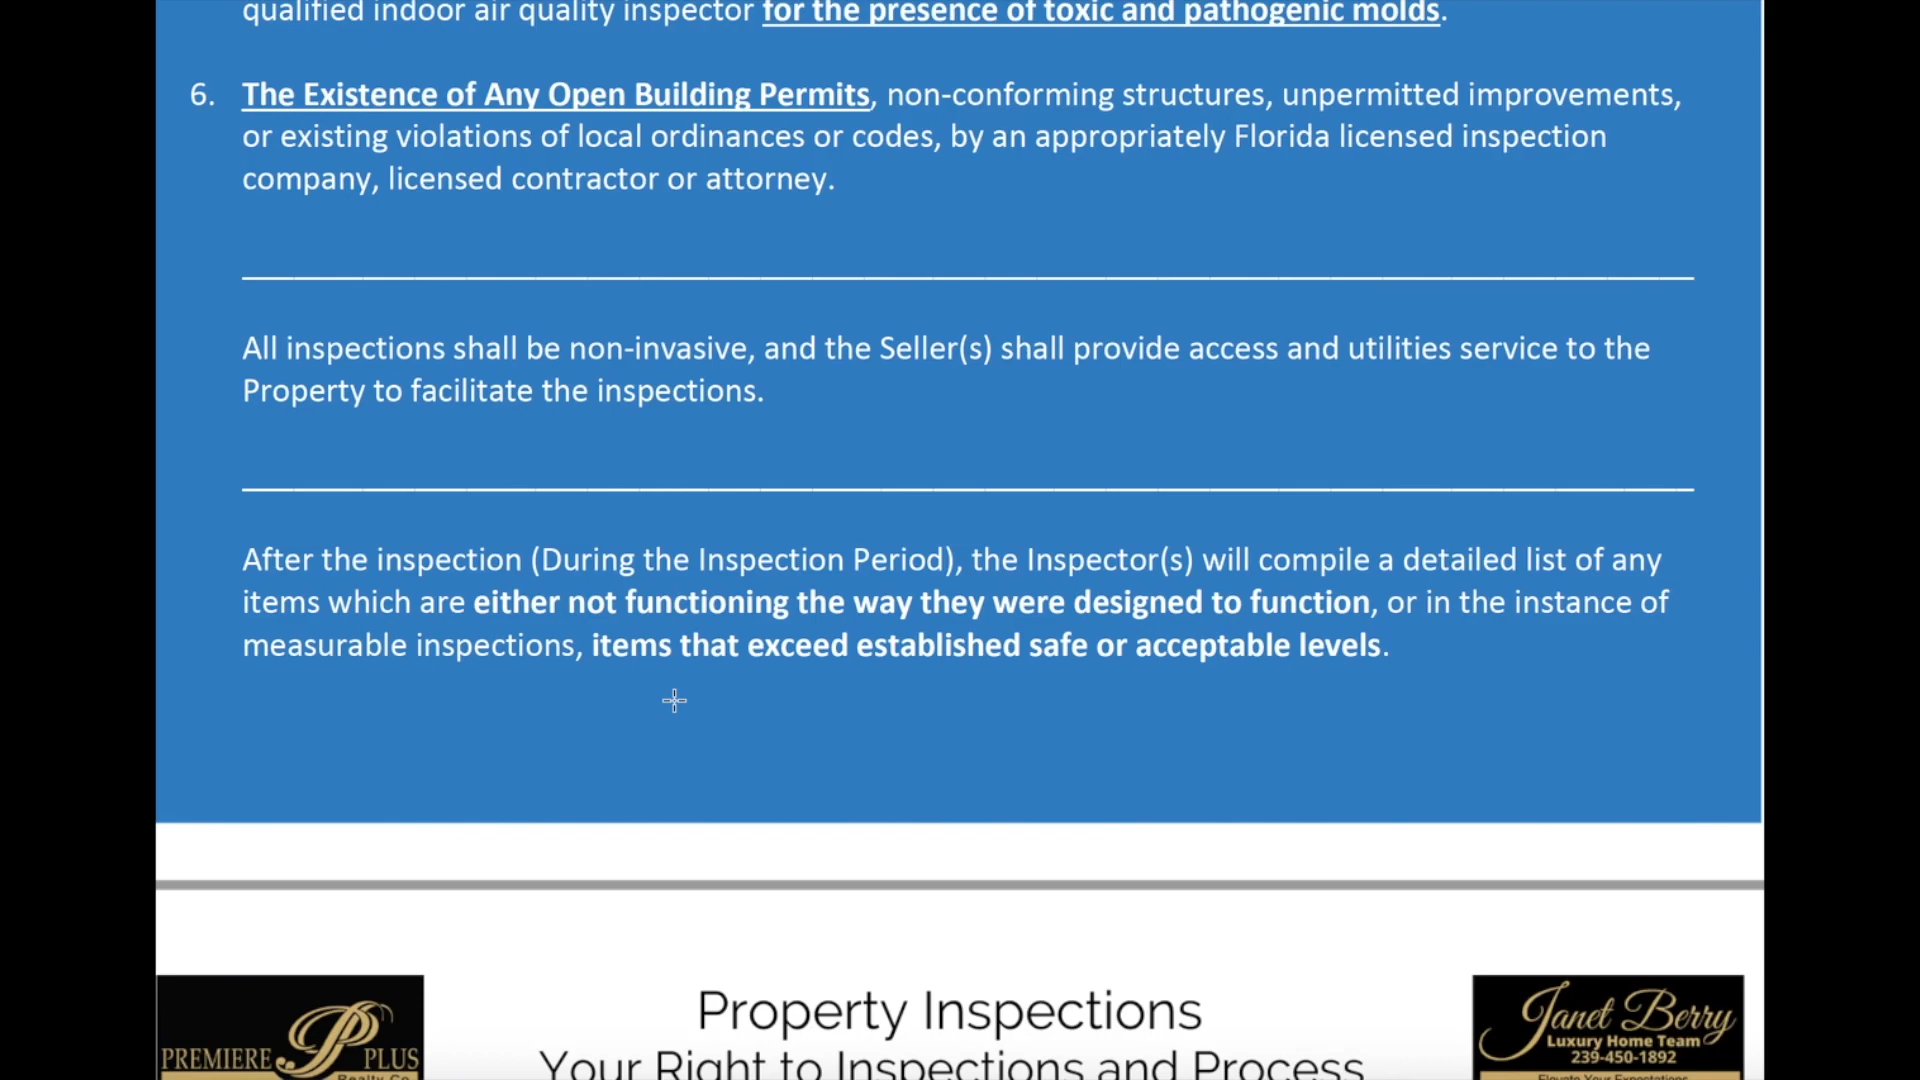 qualified indoor air quality inspector for the presence of toxic and pathogenic molds.
6. The Existence of Any Open Building Permits, non-conforming structures, unpermitted improvements,
or existing violations of local ordinances or codes, by an appropriately Florida licensed inspection
company, licensed contractor or attorney.
All inspections shall be non-invasive, and the Seller(s) shall provide access and utilities service to the
Property to facilitate the inspections.
After the inspection (During the Inspection Period), the Inspector(s) will compile a detailed list of any
items which are either not functioning the way they were designed to function, or in the instance of
measurable inspections, items that exceed established safe or acceptable levels.
Property Inspections
Your Right to Inspections and Process
PREMIERE PLUS
Realty Co
Janet Berry
Luxury Home Team
239-450-1892
Elevate Your Expectations